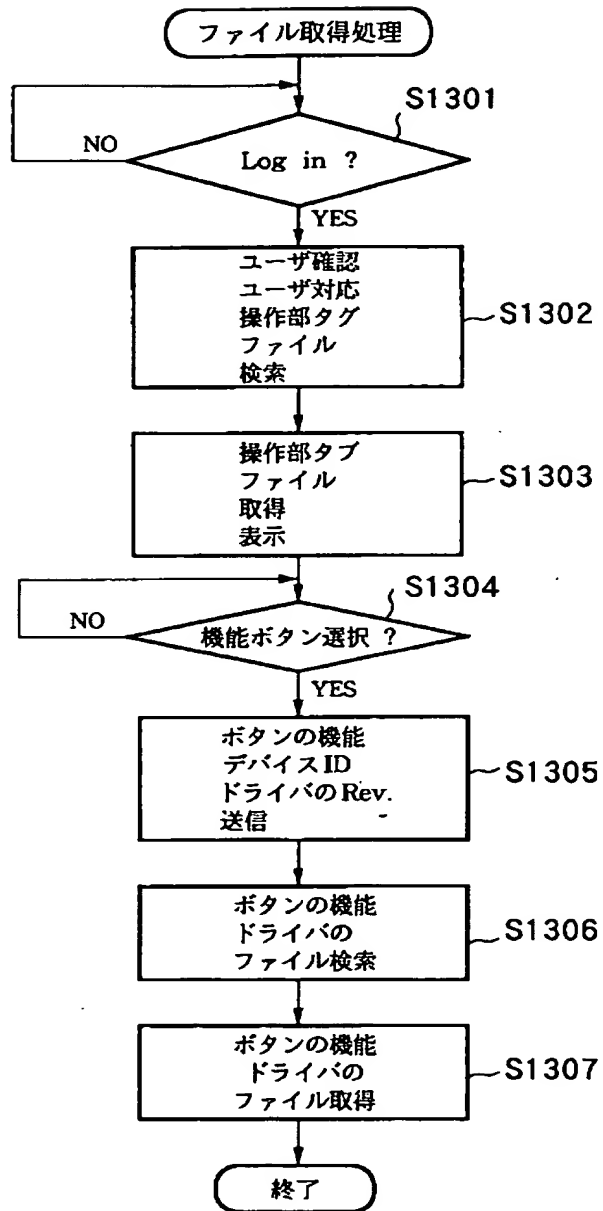 ファイル取得処理
S1301
NO
Log in ?
YES
ユーザ確認
ユーザ対応
操作部タグ
ファイル
検索
S1302
操作部タブ
ファイル
取得
表示
S1303
S1304
NO
機能ボタン選択 ?
YES
ボタンの機能
デバイスID
ドライバのRev.
送信
S1305
ボタンの機能
ドライバの
ファイル検索
S1306
ボタンの機能
ドライバの
ファイル取得
S1307
終了